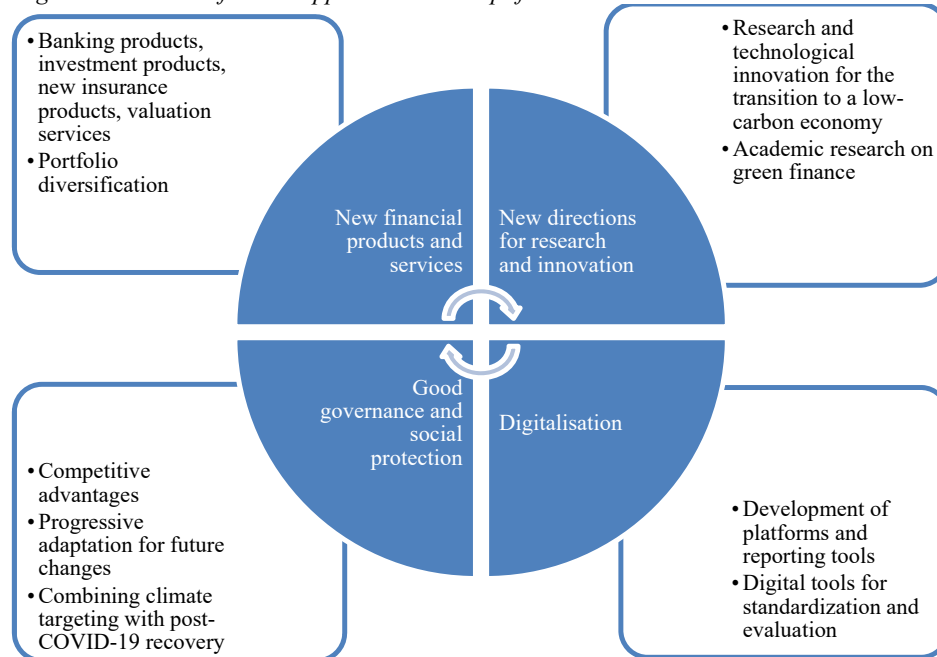 • Banking products,
investment products,
new insurance
products, valuation
services
• Portfolio
diversification
• Research and
technological
innovation for the
transition to a low-
carbon economy
• Academic research on
green finance
New financial
products and
services
New directions
for research
and innovation
Good
governance and
social
protection
Digitalisation
• Competitive
advantages
• Progressive
adaptation for future
changes
• Combining climate
targeting with post-
COVID-19 recovery
• Development of
platforms and
reporting tools
• Digital tools for
standardization and
evaluation